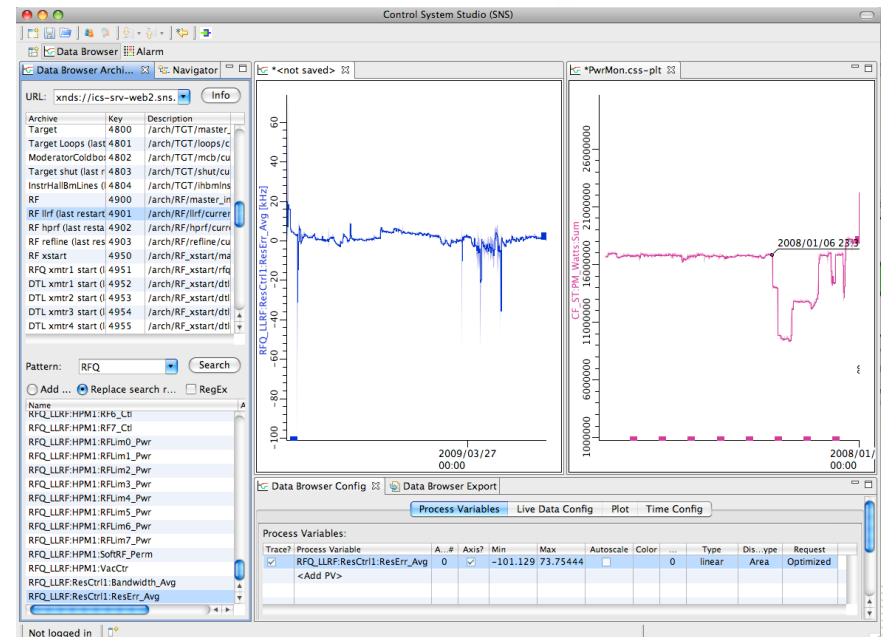 Control System Studio (SNS)
Data Browser Alarm
Data Browser Archi... Navigator
URL: xnds://ics-srv-web2.sns. Info
Archive Key Description
Target 4800 /arch/TGT/master_
Target Loops (last 4801 /arch/TGT/loops/c
ModeratorColdbo 4802 /arch/TGT/mcb/cu
Target shut (last r 4803 /arch/TGT/shut/cu
InstrHallBmLines (l 4804 /arch/TGT/ihbmlns
RF 4900 /arch/RF/master_in
RF llrf (last restart 4901 /arch/RF/llrf/curren
RF hprf (last resta 4902 /arch/RF/hprf/curre
RF refline (last res 4903 /arch/RF/refline/cu
RF xstart 4950 /arch/RF_xstart/ma
RFQ xmtr1 start (l 4951 /arch/RF_xstart/rfq
DTL xmtr1 start (l 4952 /arch/RF_xstart/dtl
DTL xmtr2 start (l 4953 /arch/RF_xstart/dtl
DTL xmtr3 start (l 4954 /arch/RF_xstart/dtl
DTL xmtr4 start (l 4955 /arch/RF_xstart/dtl
Pattern: RFQ Search
Add ... Replace search r... RegEx
Name A
RFQ_LLRF:HPM1:RF6_Ctl
RFQ_LLRF:HPM1:RF7_Ctl
RFQ_LLRF:HPM1:RFLim0_Pwr
RFQ_LLRF:HPM1:RFLim1_Pwr
RFQ_LLRF:HPM1:RFLim2_Pwr
RFQ_LLRF:HPM1:RFLim3_Pwr
RFQ_LLRF:HPM1:RFLim4_Pwr
RFQ_LLRF:HPM1:RFLim5_Pwr
RFQ_LLRF:HPM1:RFLim6_Pwr
RFQ_LLRF:HPM1:RFLim7_Pwr
RFQ_LLRF:HPM1:SoftRF_Perm
RFQ_LLRF:HPM1:VacCtr
RFQ_LLRF:ResCtrl1:Bandwidth_Avg
RFQ_LLRF:ResCtrl1:ResErr_Avg
*<not saved>
RFQ_LLRF:ResCtrl1:ResErr_Avg [kHz]
60
40
20
0
-20
-40
-60
-80
-100
2009/03/27
00:00
*PwrMon.css-plt
CF_ST:PM_Watts:Sum
26000000
21000000
16000000
11000000
6000000
1000000
2008/01/06 23:3
2008/01/
00:00
Data Browser Config Data Browser Export
Process Variables Live Data Config Plot Time Config
Process Variables:
Trace? Process Variable A...# Axis? Min Max Autoscale Color ... Type Dis...ype Request
RFQ_LLRF:ResCtrl1:ResErr_Avg 0 -101.129 73.75444 0 linear Area Optimized
<Add PV>
Not logged in